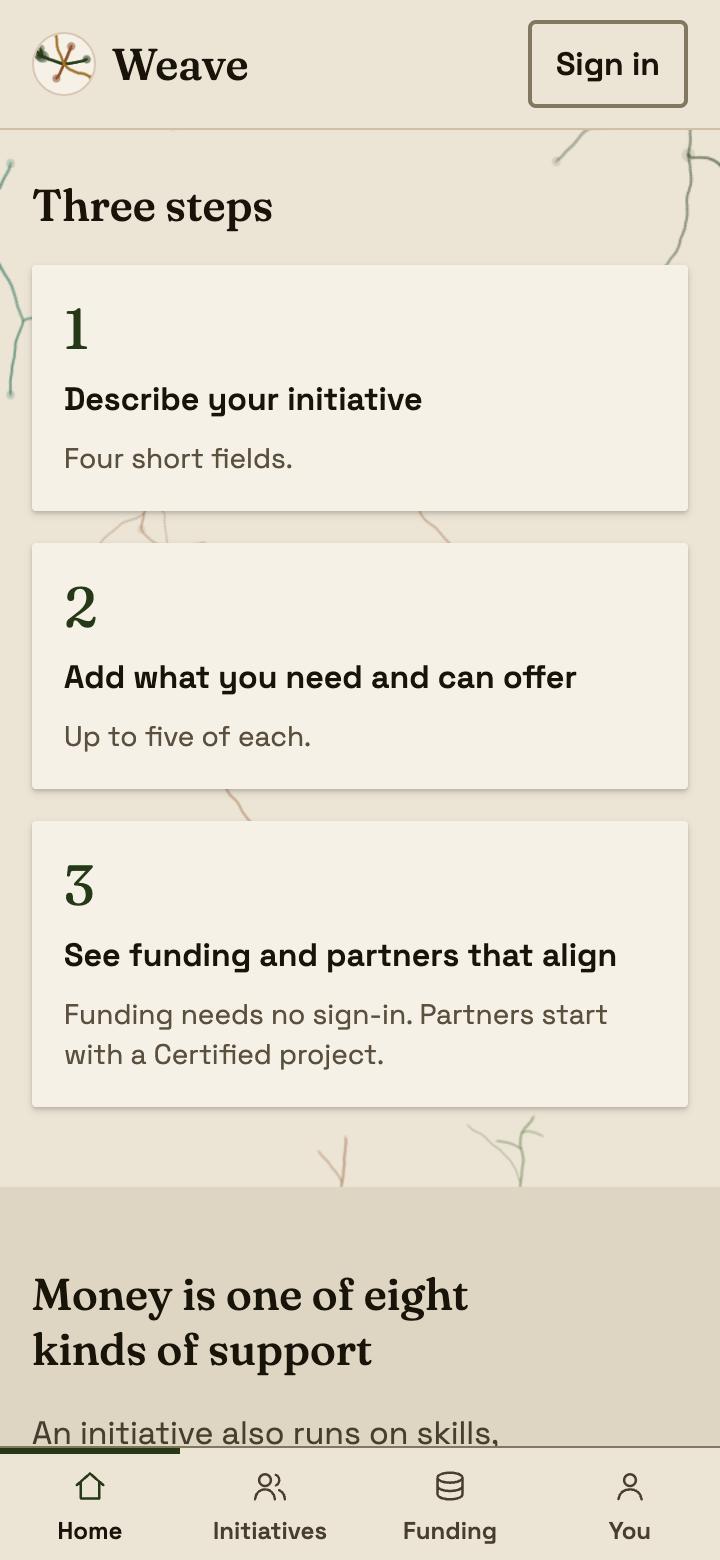 Weave
Sign in
Three steps
1
Describe your initiative
Four short fields.
2
Add what you need and can offer
Up to five of each.
3
See funding and partners that align
Funding needs no sign-in. Partners start
with a Certified project.
Money is one of eight
kinds of support
An initiative also runs on skills,
Home
Initiatives
Funding
You